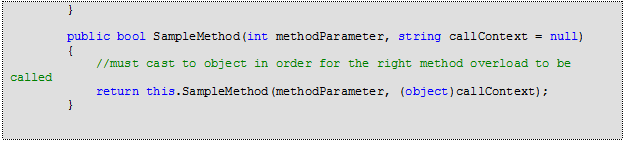 }
public bool SampleMethod(int methodParameter, string callContext = null)
{
//must cast to object in order for the right method overload to be
called
return this.SampleMethod(methodParameter, (object)callContext);
}